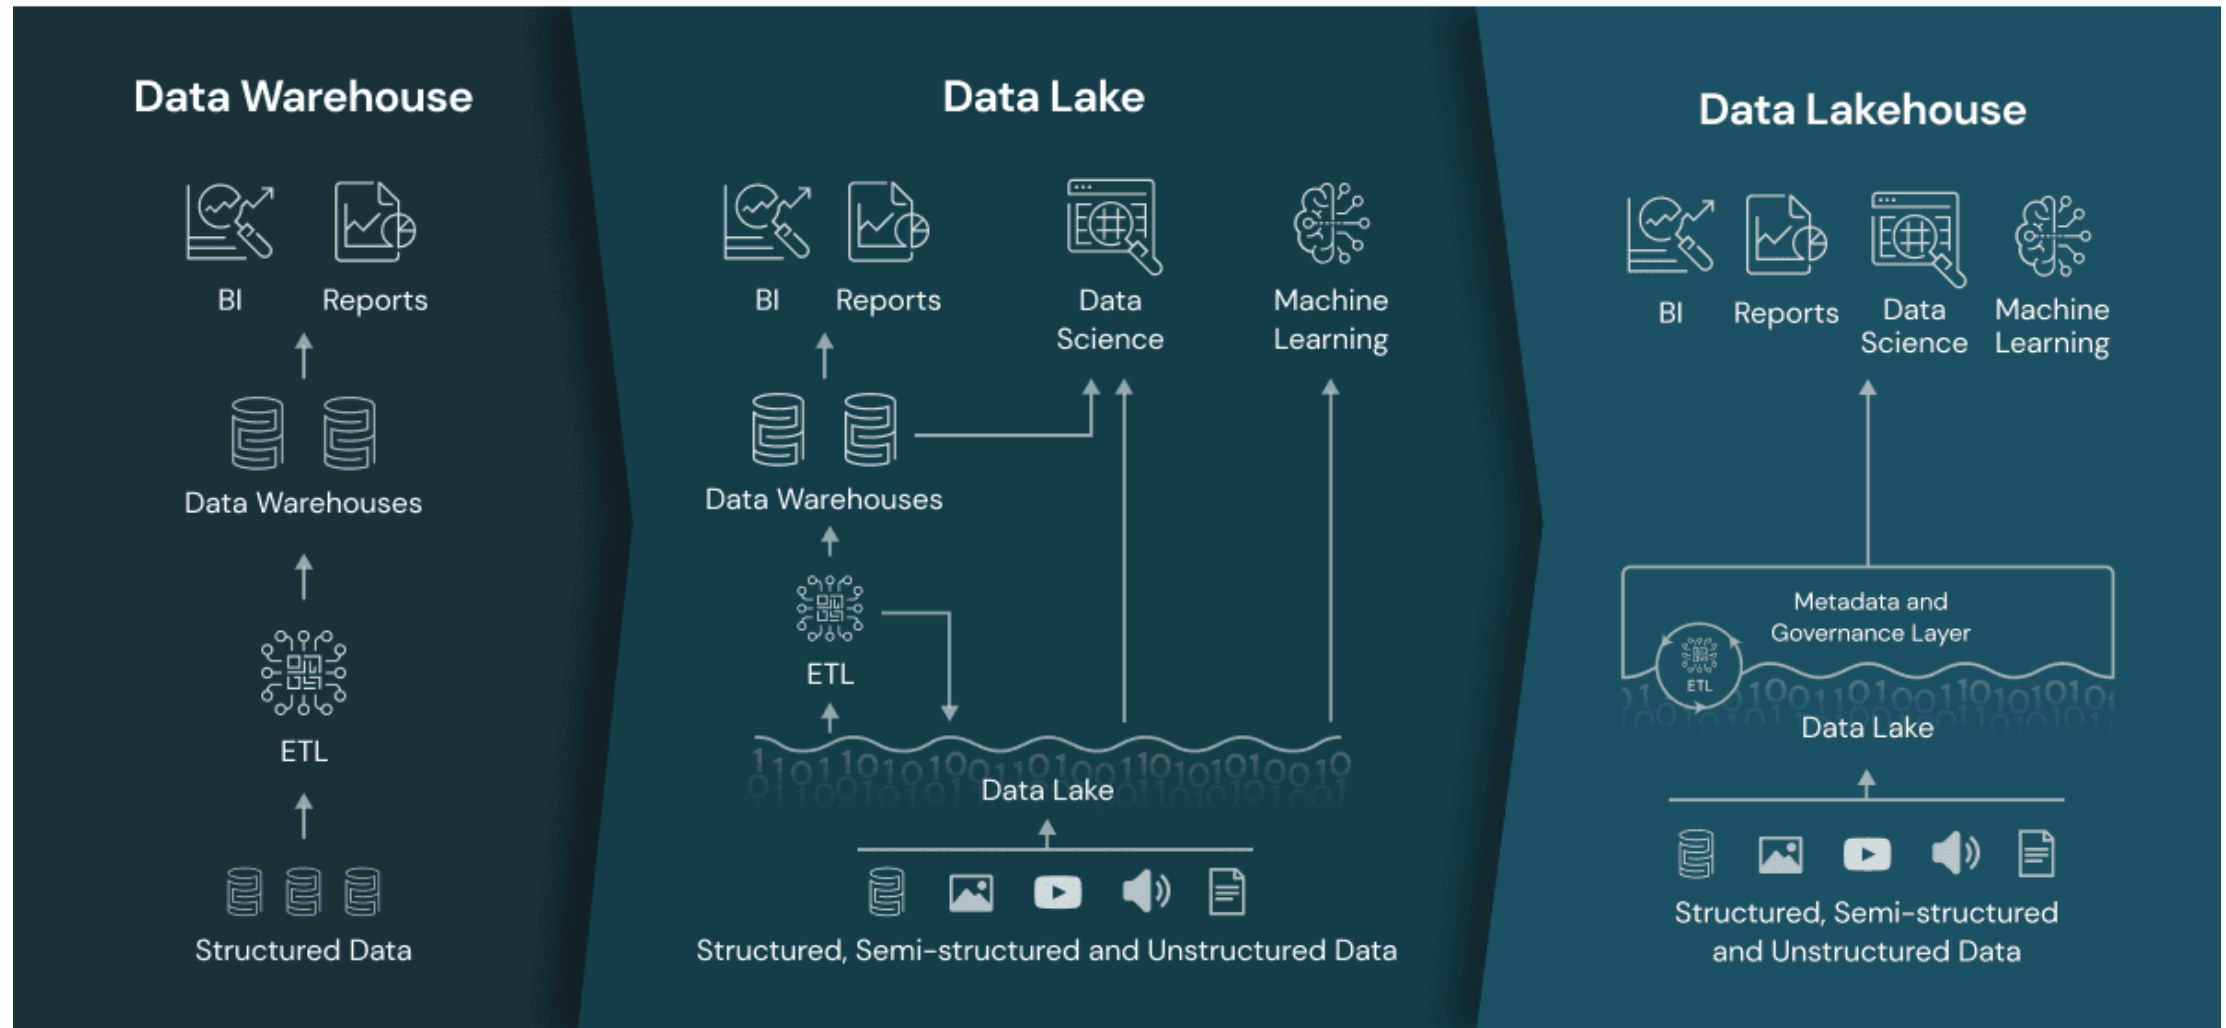 Data Warehouse
BI
Reports
Data Warehouses
ETL
Structured Data
Data Lake
BI
Reports
Data
Science
Machine
Learning
Data Warehouses
ETL
Data Lake
Structured, Semi-structured and Unstructured Data
Data Lakehouse
BI
Reports
Data
Science
Machine
Learning
Metadata and
Governance Layer
ETL
Data Lake
Structured, Semi-structured
and Unstructured Data